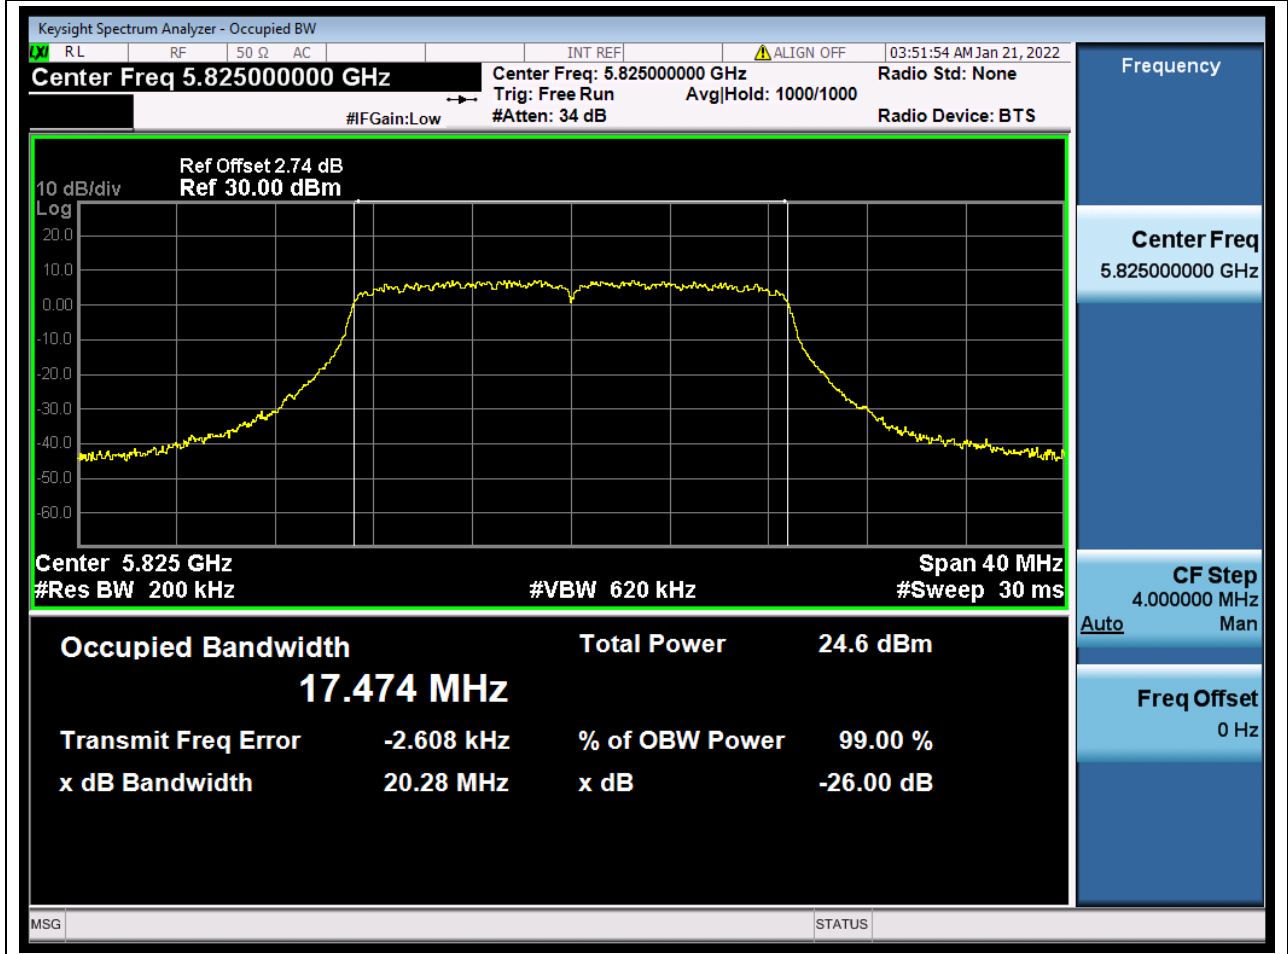 Keysight Spectrum Analyzer - Occupied BW
LXI RL RF 50 Ω AC INT REF ALIGN OFF 03:51:54 AM Jan 21, 2022
Center Freq 5.825000000 GHz
Center Freq: 5.825000000 GHz
Radio Std: None
Trig: Free Run Avg|Hold: 1000/1000
#IFGain:Low
#Atten: 34 dB
Radio Device: BTS
Ref Offset 2.74 dB
10 dB/div Ref 30.00 dBm
Log
20.0
10.0
0.00
-10.0
-20.0
-30.0
-40.0
-50.0
-60.0
Center 5.825 GHz Span 40 MHz
#Res BW 200 kHz #VBW 620 kHz #Sweep 30 ms
Occupied Bandwidth Total Power 24.6 dBm
17.474 MHz
Transmit Freq Error -2.608 kHz % of OBW Power 99.00 %
x dB Bandwidth 20.28 MHz x dB -26.00 dB
Frequency
Center Freq
5.825000000 GHz
CF Step
4.000000 MHz
Auto Man
Freq Offset
0 Hz
MSG STATUS